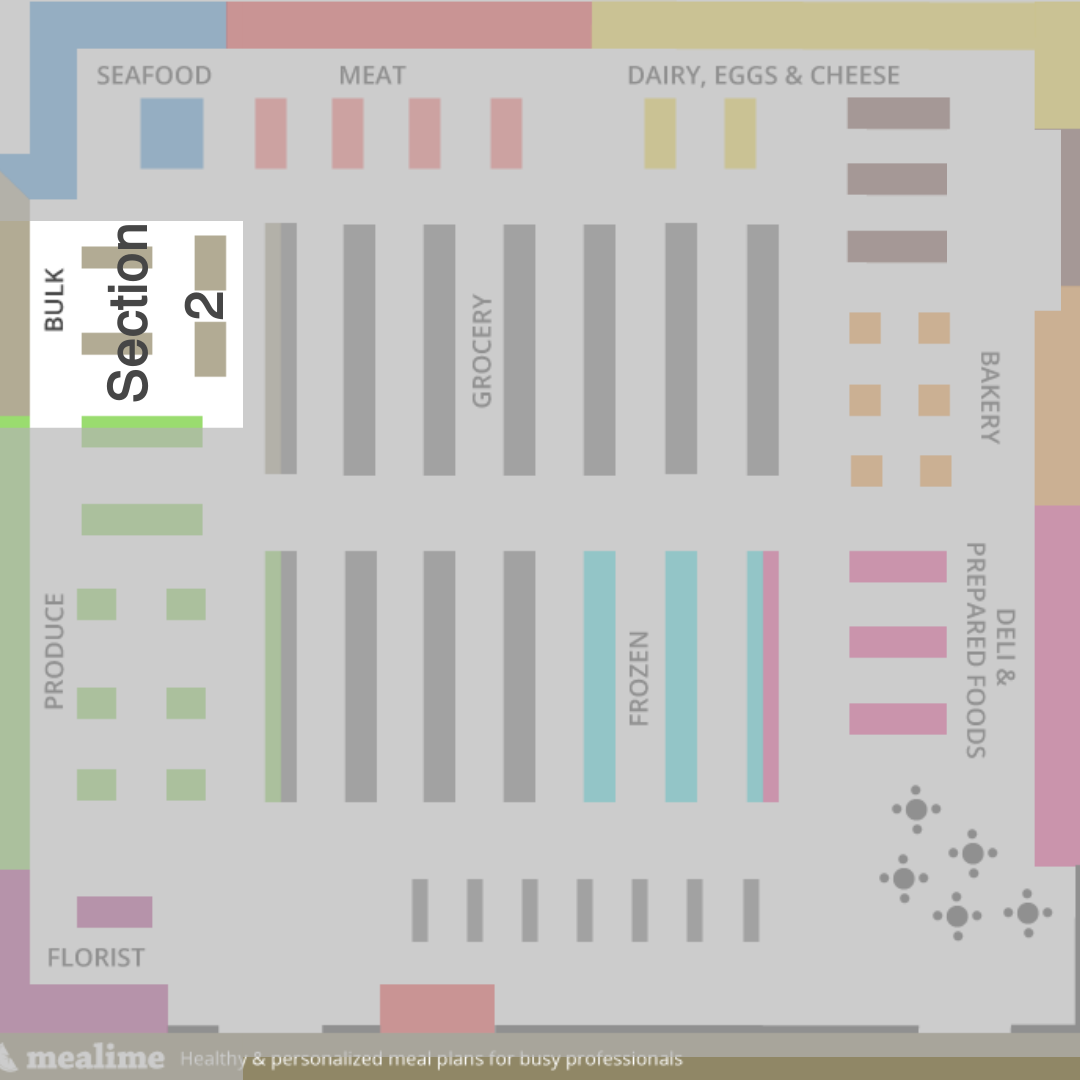 SEAFOOD
MEAT
DAIRY, EGGS & CHEESE
BULK
Section
2
GROCERY
BAKERY
PRODUCE
FROZEN
DELI &
PREPARED FOODS
FLORIST
mealime Healthy & personalized meal plans for busy professionals